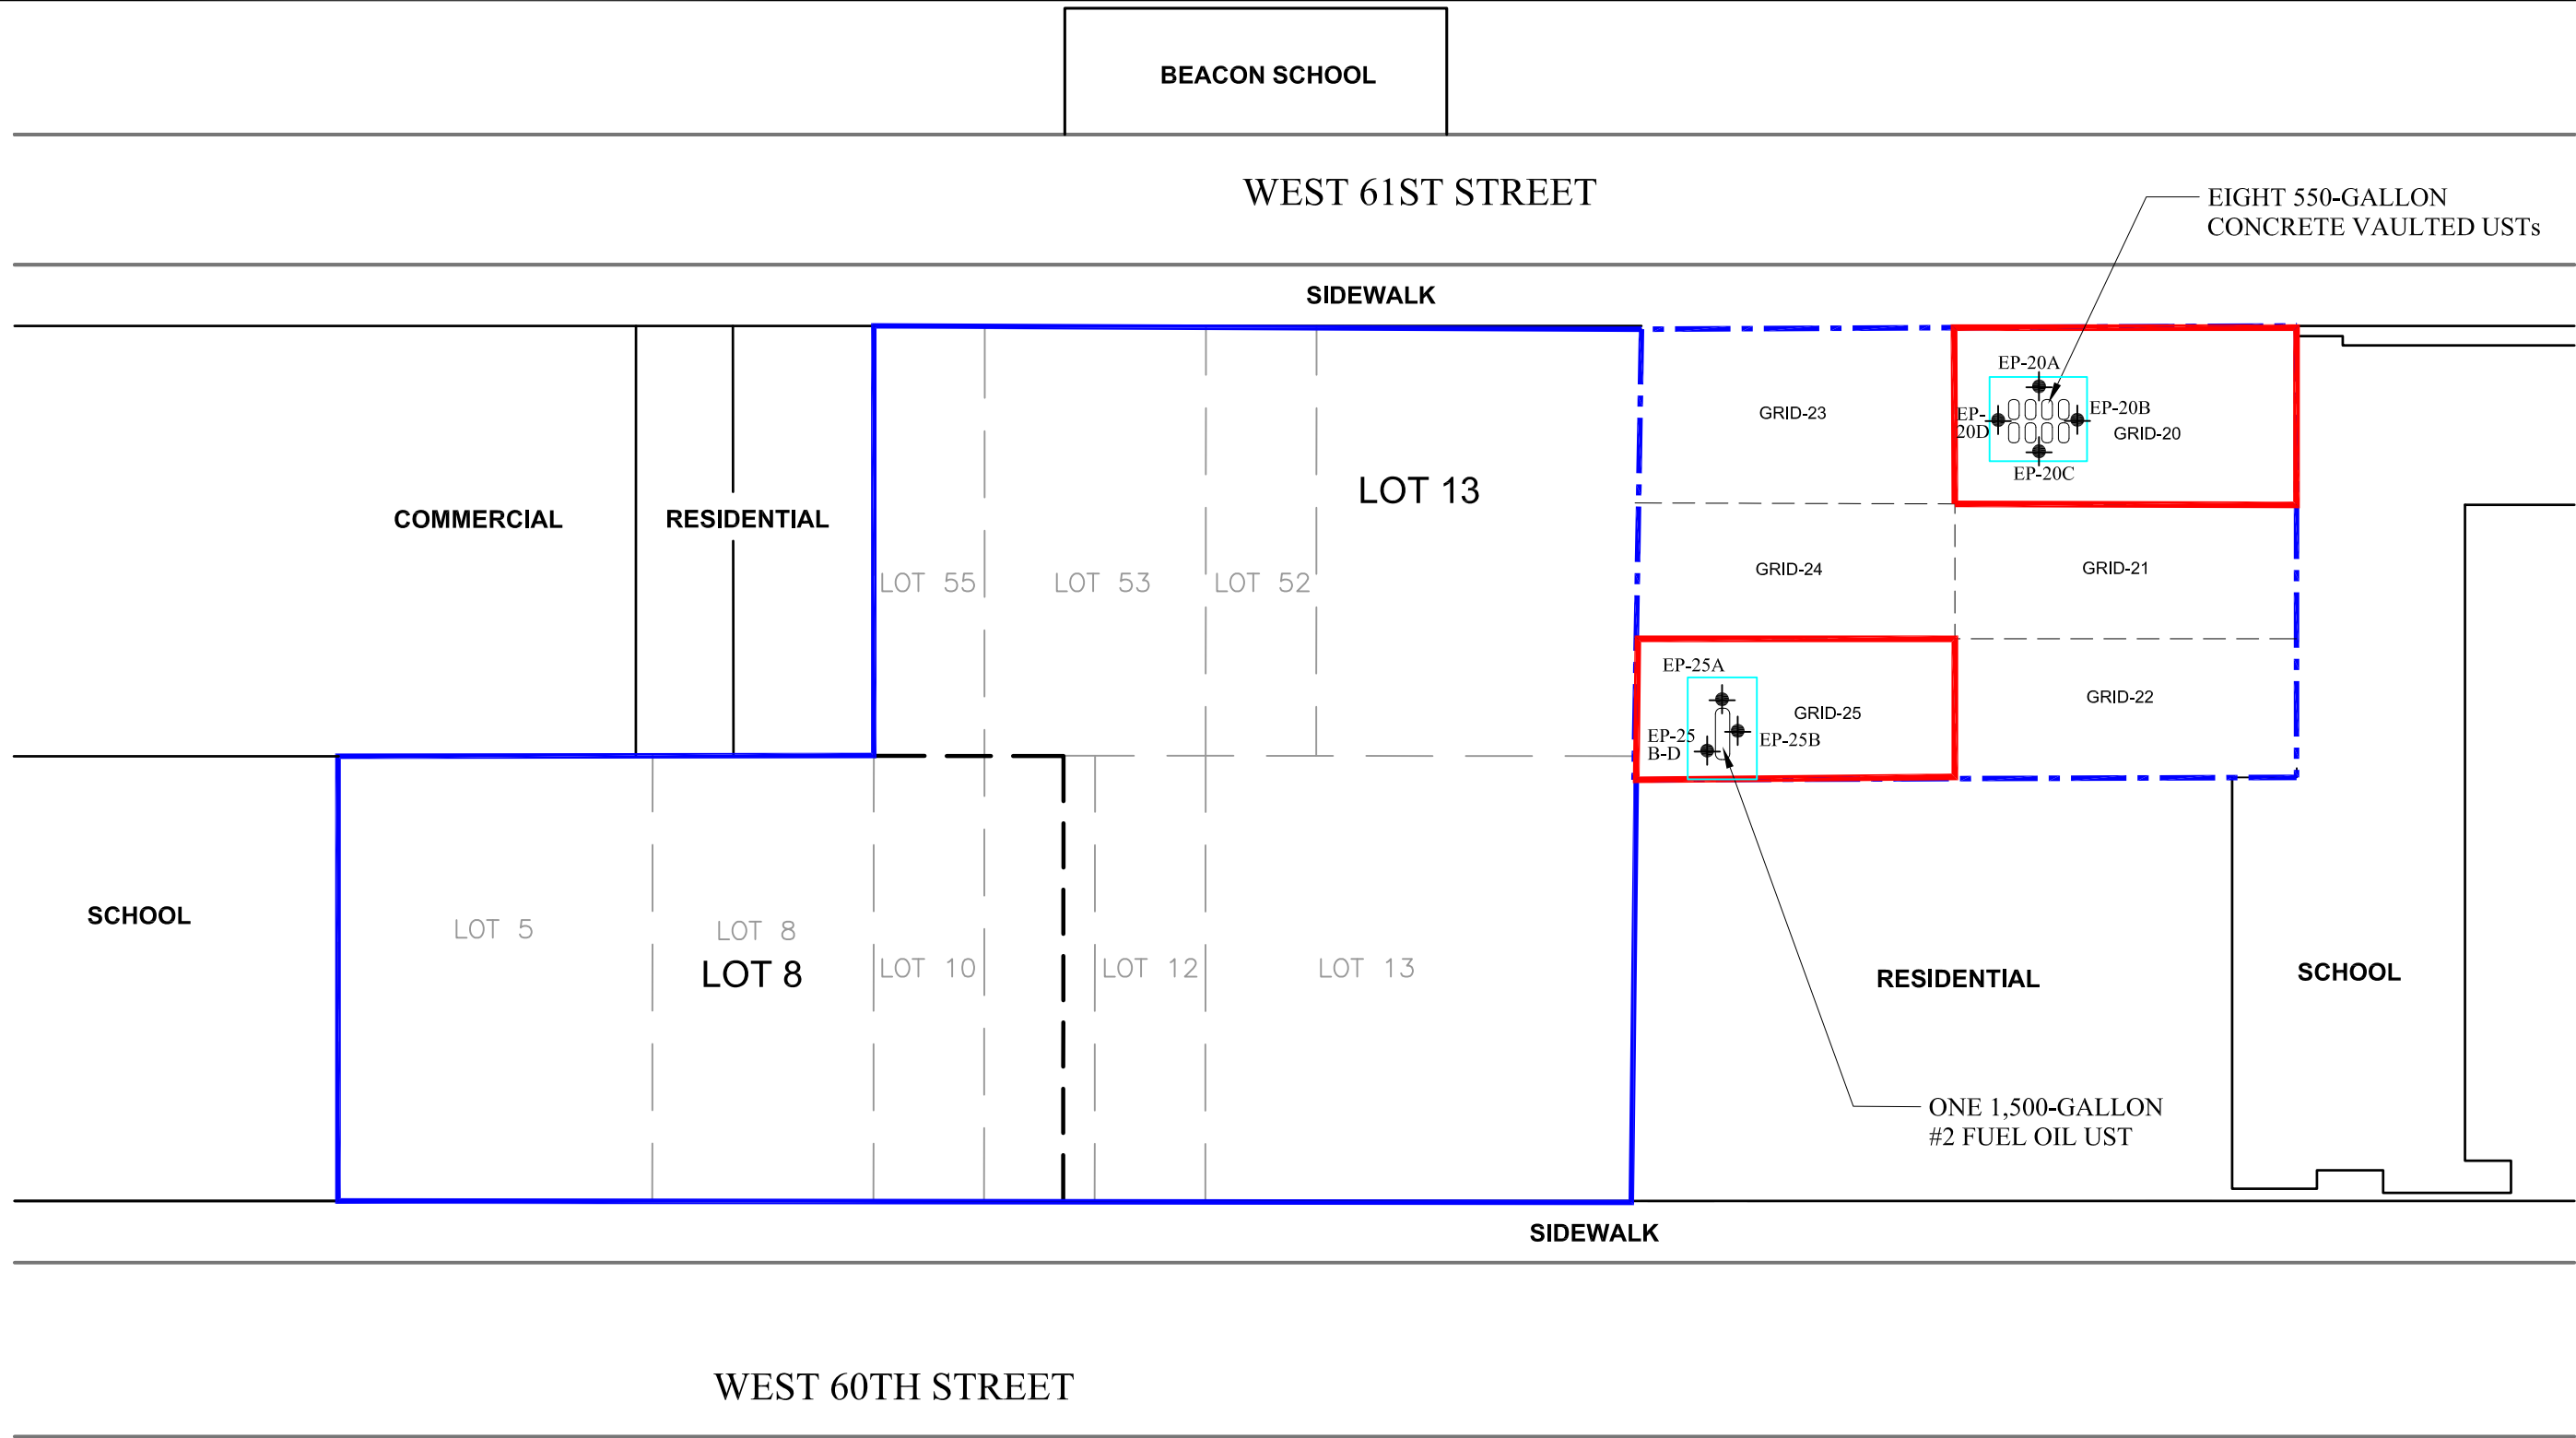 BEACON SCHOOL
WEST 61ST STREET
EIGHT 550-GALLON
CONCRETE VAULTED USTs
SIDEWALK
EP-20A
EP-
20D
EP-20B
GRID-20
EP-20C
GRID-23
LOT 13
COMMERCIAL
RESIDENTIAL
LOT 55
LOT 53
LOT 52
GRID-24
GRID-21
EP-25A
GRID-25
EP-25
B-D
EP-25B
GRID-22
SCHOOL
LOT 5
LOT 8
LOT 8
LOT 10
LOT 12
LOT 13
RESIDENTIAL
SCHOOL
ONE 1,500-GALLON
#2 FUEL OIL UST
SIDEWALK
WEST 60TH STREET